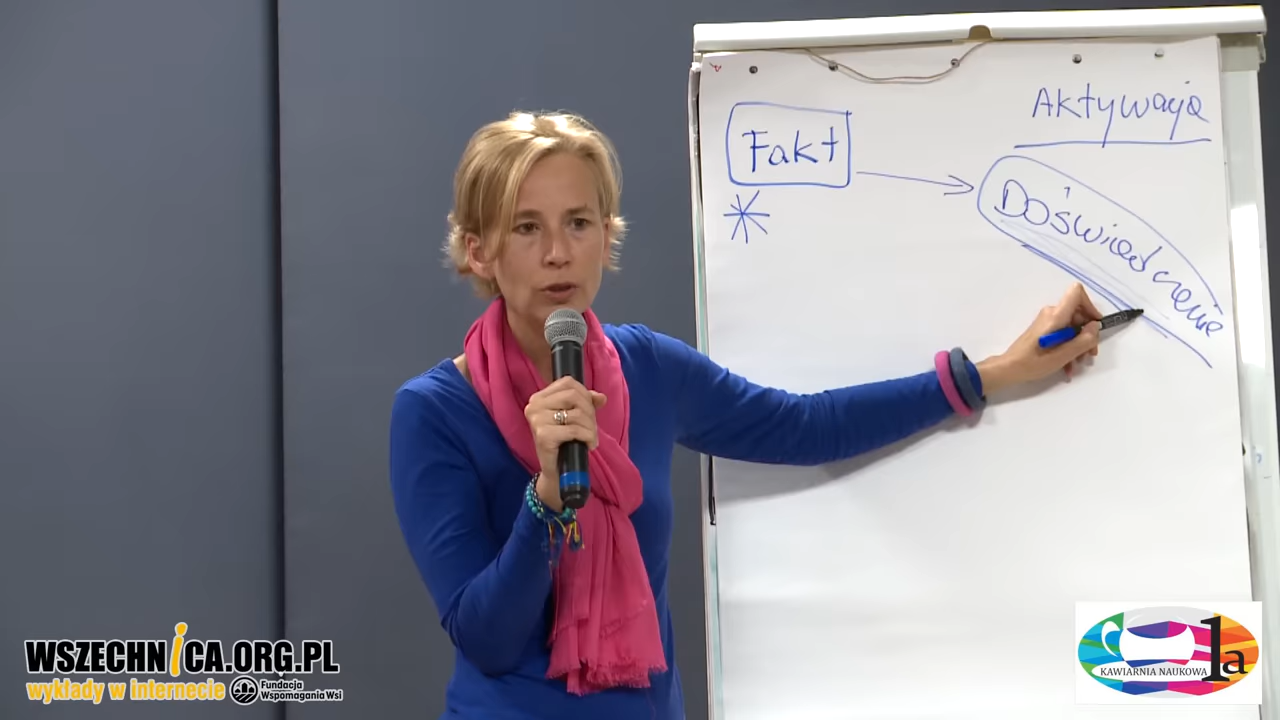 Aktywacja
Fakt
Doświadczenie
WSZECHNICA.ORG.PL
wykłady w internecie
Fundacja
Wspomagania Wsi
1a
KAWIARNIA NAUKOWA